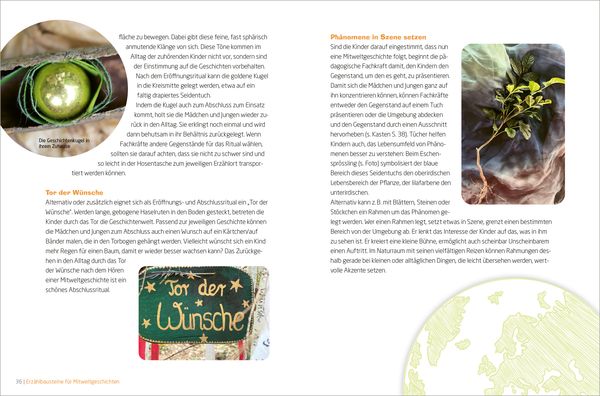 fläche zu bewegen. Dabei gibt diese feine, fast sphärisch
anmutende Klänge von sich. Diese Töne kommen im
Alltag der zuhörenden Kinder nicht vor, sondern sind
der Einstimmung auf die Geschichten vorbehalten.
Nach dem Eröffnungsritual kann die goldene Kugel
in die Kreismitte gelegt werden, etwa auf ein
faltig drapiertes Seidentuch.
Indem die Kugel auch zum Abschluss zum Einsatz
kommt, holt sie die Mädchen und Jungen wieder zu-
rück in den Alltag. Sie erklingt noch einmal und wird
dann behutsam in ihr Behältnis zurückgelegt. Wenn
Fachkräfte andere Gegenstände für das Ritual wählen,
sollten sie darauf achten, dass sie nicht zu schwer sind und
so leicht in der Hosentasche zum jeweiligen Erzählort transpor-
tiert werden können.
Die Geschichtenkugel in
ihrem Zuhause
Tor der Wünsche
Alternativ oder zusätzlich eignet sich als Eröffnungs- und Abschlussritual ein „Tor der
Wünsche“. Werden lange, gebogene Haselruten in den Boden gesteckt, betreten die
Kinder durch das Tor die Geschichtenwelt. Passend zur jeweiligen Geschichte können
die Mädchen und Jungen zum Abschluss auch einen Wunsch auf ein Kärtchen/auf
Bänder malen, die in den Torbogen gehängt werden. Vielleicht wünscht sich ein Kind
mehr Regen für einen Baum, damit er wieder besser wachsen kann? Das Zurückge-
hen in den Alltag durch das Tor
der Wünsche nach dem Hören
einer Mitweltgeschichte ist ein
schönes Abschlussritual.
Tor der
Wünsche
36 | Erzählbausteine für Mitweltgeschichten
Phänomene in Szene setzen
Sind die Kinder darauf eingestimmt, dass nun
eine Mitweltgeschichte folgt, beginnt die pä-
dagogische Fachkraft damit, den Kindern den
Gegenstand, um den es geht, zu präsentieren.
Damit sich die Mädchen und Jungen ganz auf
ihn konzentrieren können, können Fachkräfte
entweder den Gegenstand auf einem Tuch
präsentieren oder die Umgebung abdecken
und den Gegenstand durch einen Ausschnitt
hervorheben (s. Kasten S. 38). Tücher helfen
Kindern auch, das Lebensumfeld von Phäno-
menen besser zu verstehen: Beim Eschen-
sprössling (s. Foto) symbolisiert der blaue
Bereich dieses Seidentuchs den oberirdischen
Lebensbereich der Pflanze, der lilafarbene den
unterirdischen.
Alternativ kann z. B. mit Blättern, Steinen oder
Stöckchen ein Rahmen um das Phänomen ge-
legt werden. Wer einen Rahmen legt, setzt etwas in Szene, grenzt einen bestimmten
Bereich von der Umgebung ab. Er lenkt das Interesse der Kinder auf das, was in ihm
zu sehen ist. Er kreiert eine kleine Bühne, ermöglicht auch scheinbar Unscheinbarem
einen Auftritt. Im Naturraum mit seinen vielfältigen Reizen können Rahmungen des-
halb gerade bei kleinen oder alltäglichen Dingen, die leicht übersehen werden, wert-
volle Akzente setzen.